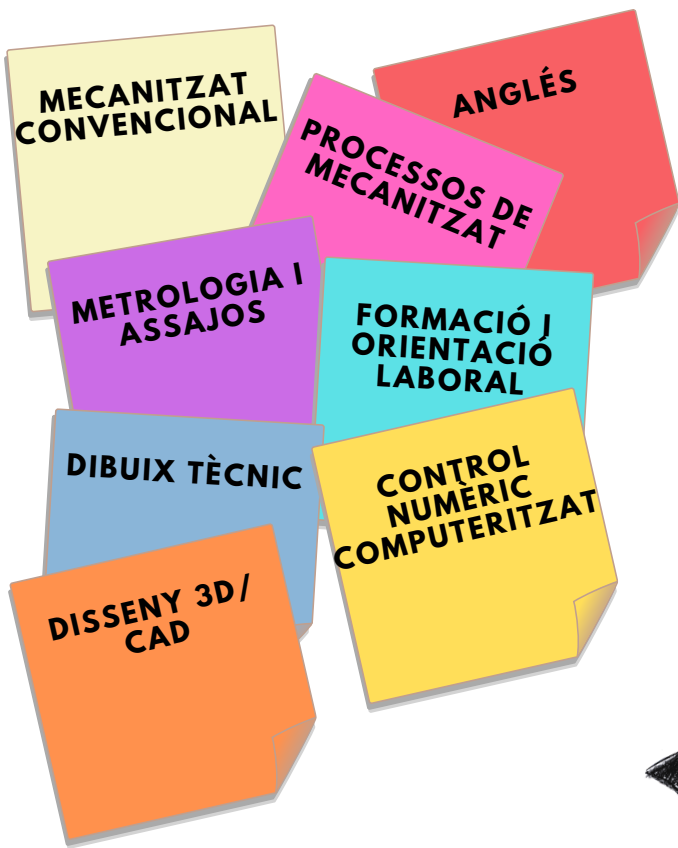 MECANITZAT
CONVENCIONAL
ANGLÉS
PROCESSOS DE
MECANITZAT
METROLOGIA I
ASSAJOS
FORMACIÓ I
ORIENTACIÓ
LABORAL
DIBUIX TÈCNIC
CONTROL
NUMÈRIC
COMPUTERITZAT
DISSENY 3D/
CAD